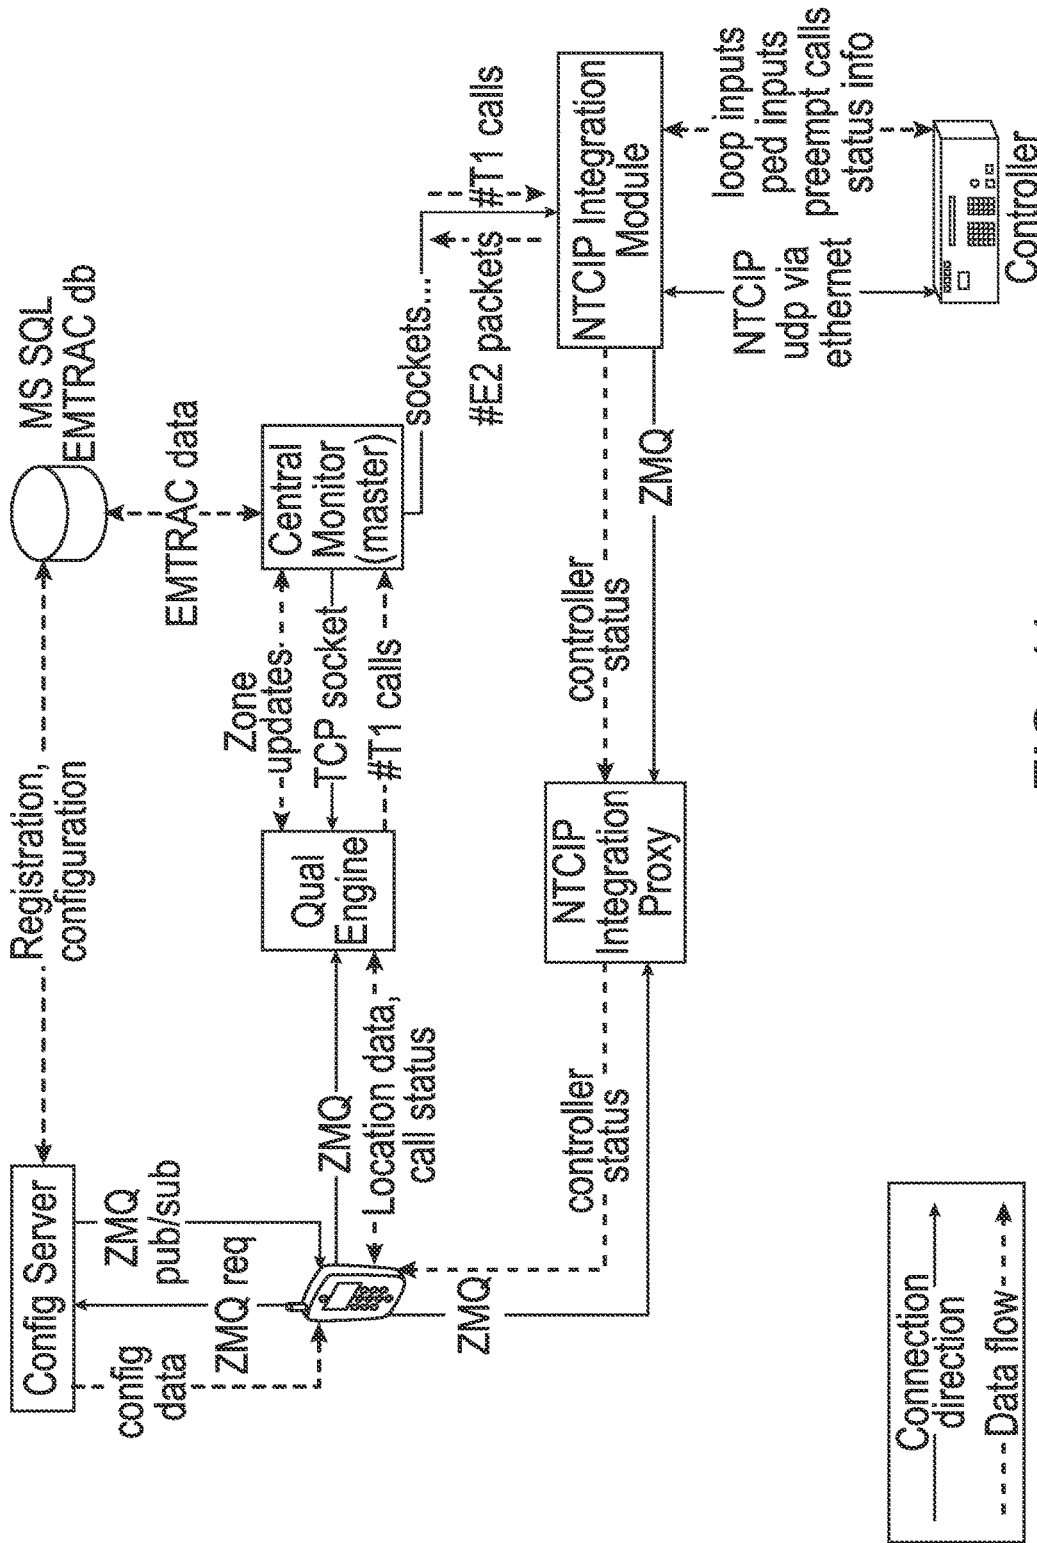 Config Server
Registration,
configuration
MS SQL
EMTRAC db
config
data
ZMQ req
ZMQ
pub/sub
EMTRAC data
ZMQ
Location data,
call status
Qual
Engine
Zone
updates
TCP socket
#T1 calls
Central
Monitor
(master)
sockets...
#E2 packets
#T1 calls
ZMQ
controller
status
NTCIP
Integration
Proxy
controller
status
ZMQ
NTCIP Integration
Module
NTCIP
udp via
ethernet
loop inputs
ped inputs
preempt calls
status info
Controller
Connection
direction
Data flow